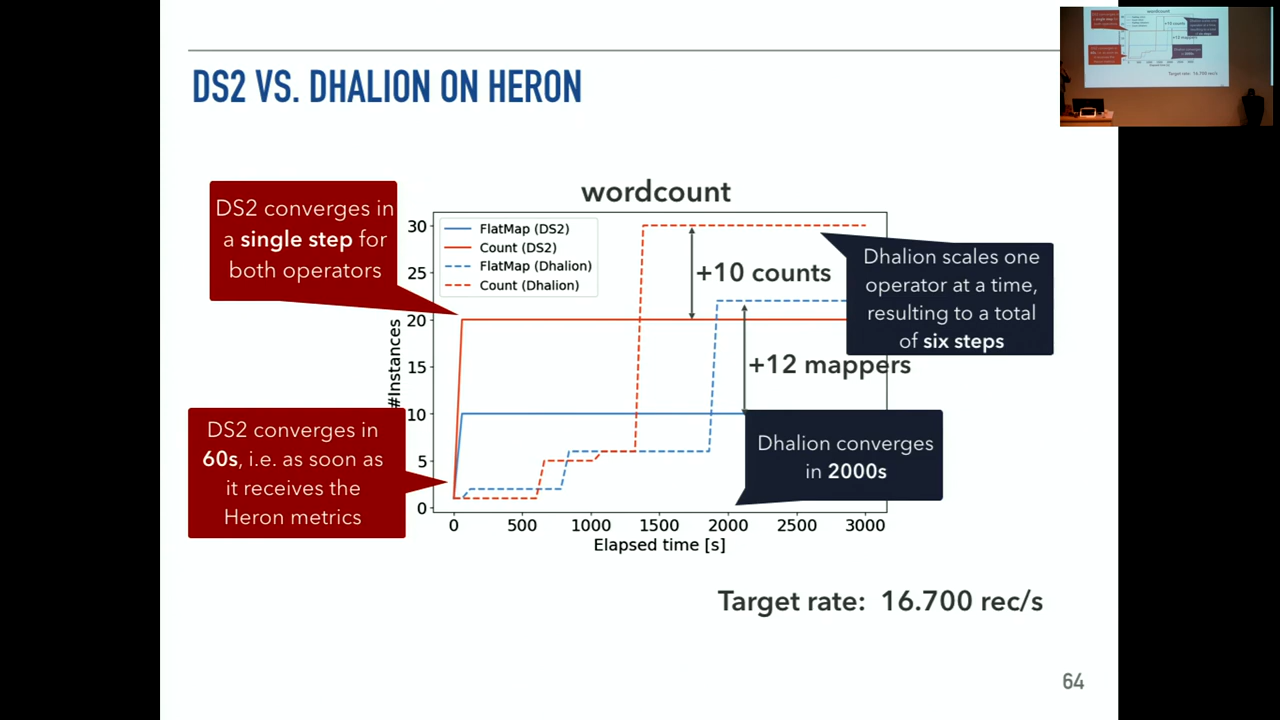 DS2 VS. DHALION ON HERON
DS2 converges in
a single step for
both operators
DS2 converges in
60s, i.e. as soon as
it receives the
Heron metrics
wordcount
FlatMap (DS2)
Count (DS2)
FlatMap (Dhalion)
Count (Dhalion)
30
25
20
15
10
5
0
#Instances
0 500 1000 1500 2000 2500 3000
Elapsed time [s]
+10 counts
+12 mappers
Dhalion scales one
operator at a time,
resulting to a total
of six steps
Dhalion converges
in 2000s
Target rate: 16.700 rec/s
64